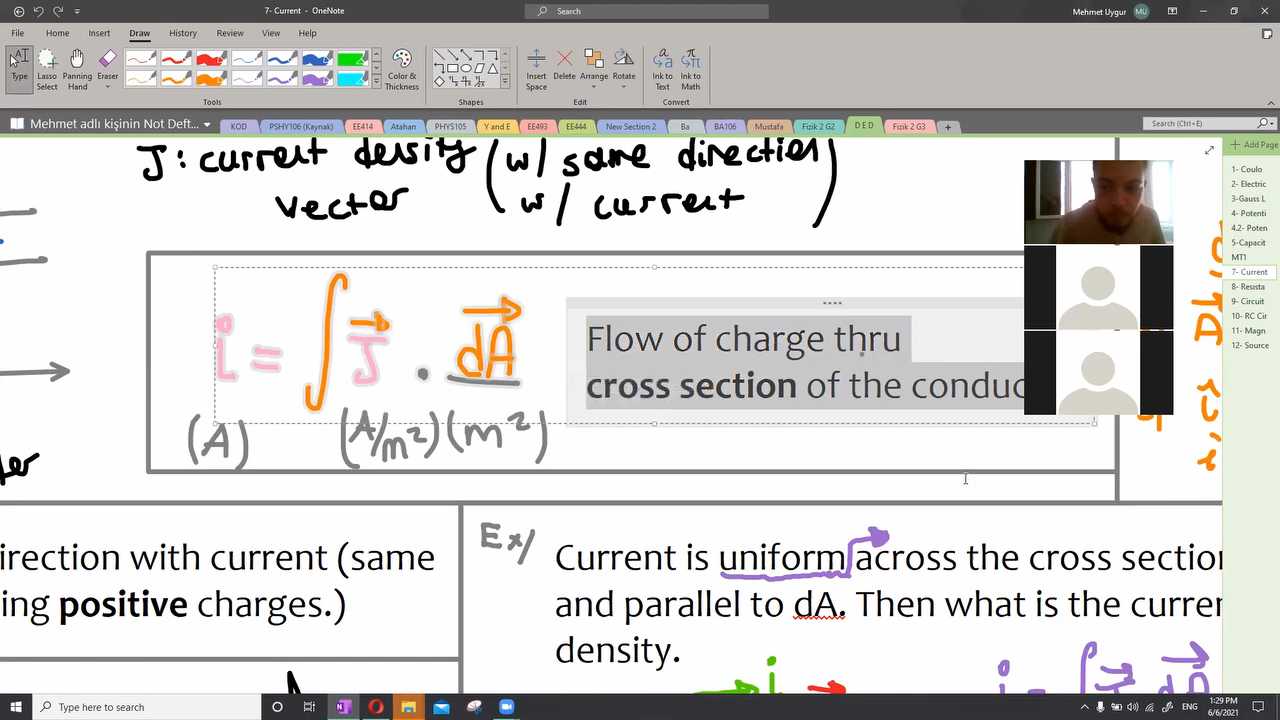 7- Current - OneNote
Search
Mehmet Uygur
MU
File Home Insert Draw History Review View Help
Type
Lasso Select
Panning Hand
Eraser
Color & Thickness
Insert Space
Delete
Arrange
Rotate
Ink to Text
Ink to Math
Tools
Shapes
Edit
Convert
Mehmet adlı kişinin Not Deft...
KOD PSHY106 (Kaynak) EE414 Atahan PHYS105 Y and E EE493 EE444 New Section 2 Ba BA106 Mustafa Fizik 2 G2 D E D Fizik 2 G3 +
Search (Ctrl+E)
Add Page
1- Coulo
2- Electric
3-Gauss L
4- Potenti
4.2- Poten
5-Capacit
MT1
7- Current
8- Resista
9- Circuit
10- RC Cir
11- Magn
12- Source
J: current density (w/ same direction
vector w/ current)
i = ∫ J⃗ · dA⃗
(A) (A/m²)(m²)
Flow of charge thru
cross section of the conduc
irection with current (same
ing positive charges.)
Ex/
Current is uniform across the cross sectio
and parallel to dA. Then what is the curre
density.
i
i = ∫ J⃗ dA⃗
Type here to search
ENG
1:29 PM
6/6/2021